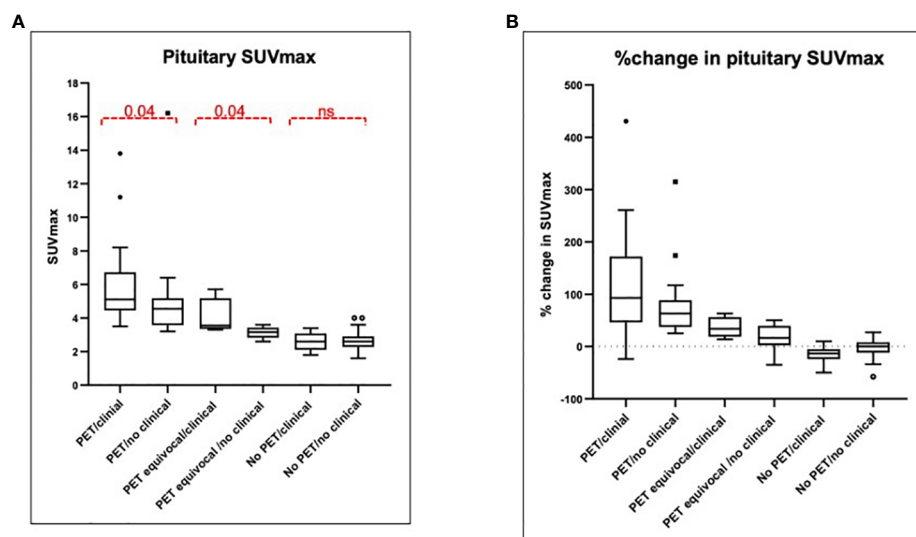 A
Pituitary SUVmax
18
16
14
12
10
8
6
4
2
0
SUVmax
0.04
0.04
ns
PET/clinial
PET/no clinical
PET equivocal/clinical
PET equivocal /no clinical
No PET/clinical
No PET/no clinical
B
%change in pituitary SUVmax
500
400
300
200
100
0
-100
% change in SUVmax
PET/clinial
PET/no clinical
PET equivocal/clinical
PET equivocal /no clinical
No PET/clinical
No PET/no clinical